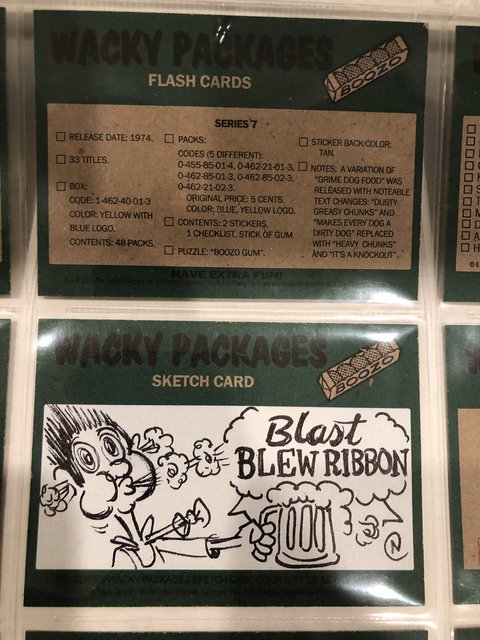 WACKY PACKAGES
FLASH CARDS
BOOZO
SERIES 7
RELEASE DATE: 1974.
33 TITLES.
BOX:
CODE: 1-462-40-01-3
COLOR: YELLOW WITH
BLUE LOGO.
CONTENTS: 48 PACKS.
PACKS:
CODES (5 DIFFERENT):
0-455-85-01-4, 0-462-21-01-3,
0-462-85-01-3, 0-462-85-02-3,
0-462-21-02-3.
ORIGINAL PRICE: 5 CENTS.
COLOR: BLUE, YELLOW LOGO.
CONTENTS: 2 STICKERS,
1 CHECKLIST, STICK OF GUM
PUZZLE: "BOOZO GUM".
STICKER BACK COLOR:
TAN.
NOTES: A VARIATION OF
"GRIME DOG FOOD" WAS
RELEASED WITH NOTEABLE
TEXT CHANGES: "DUSTY-
GREASY CHUNKS" AND
"MAKES EVERY DOG A
DIRTY DOG" REPLACED
WITH "HEAVY CHUNKS"
AND "IT'S A KNOCKOUT".
HAVE EXTRA FUN!
WACKY PACKAGES
SKETCH CARD
BOOZO
Blast
BLEW RIBBON